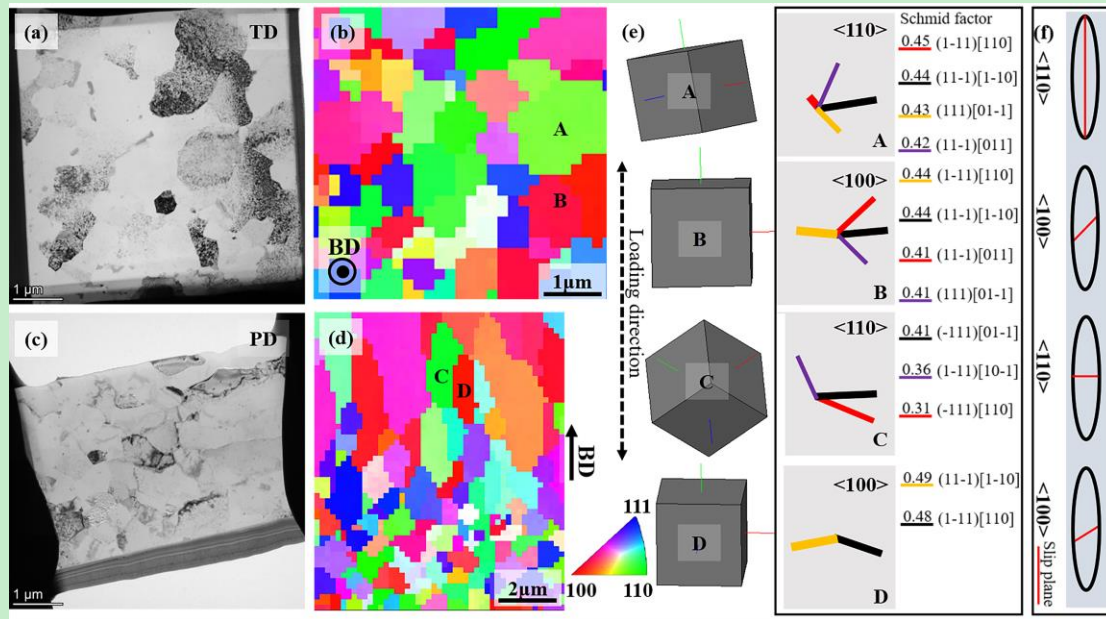 (a)
TD
1 µm
(b)
A
B
BD
1µm
(c)
PD
1 µm
(d)
C
D
BD
2µm
111
100
110
(e)
A
B
C
D
Loading direction
<110>
A
<100>
B
<110>
C
<100>
D
Schmid factor
0.45 (1-11)[110]
0.44 (11-1)[1-10]
0.43 (111)[01-1]
0.42 (11-1)[011]
0.44 (1-11)[110]
0.44 (11-1)[1-10]
0.41 (11-1)[011]
0.41 (111)[01-1]
0.41 (-111)[01-1]
0.36 (1-11)[10-1]
0.31 (-111)[110]
0.49 (11-1)[1-10]
0.48 (1-11)[110]
(f)
<110>
<100>
<110>
<100>
Slip plane